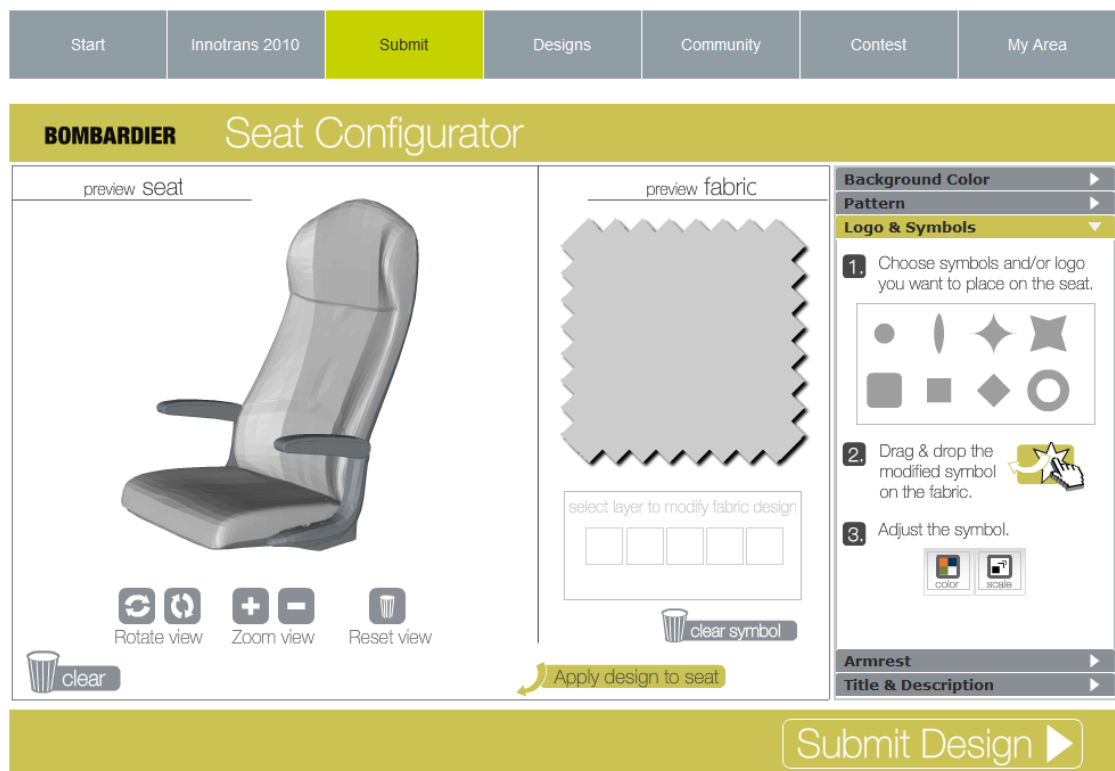 Start
Innotrans 2010
Submit
Designs
Community
Contest
My Area
BOMBARDIER
Seat Configurator
preview seat
preview fabric
Background Color
Pattern
Logo & Symbols
1. Choose symbols and/or logo
you want to place on the seat.
2. Drag & drop the
modified symbol
on the fabric.
3. Adjust the symbol.
color
scale
select layer to modify fabric design
Rotate view
Zoom view
Reset view
clear symbol
clear
Apply design to seat
Armrest
Title & Description
Submit Design